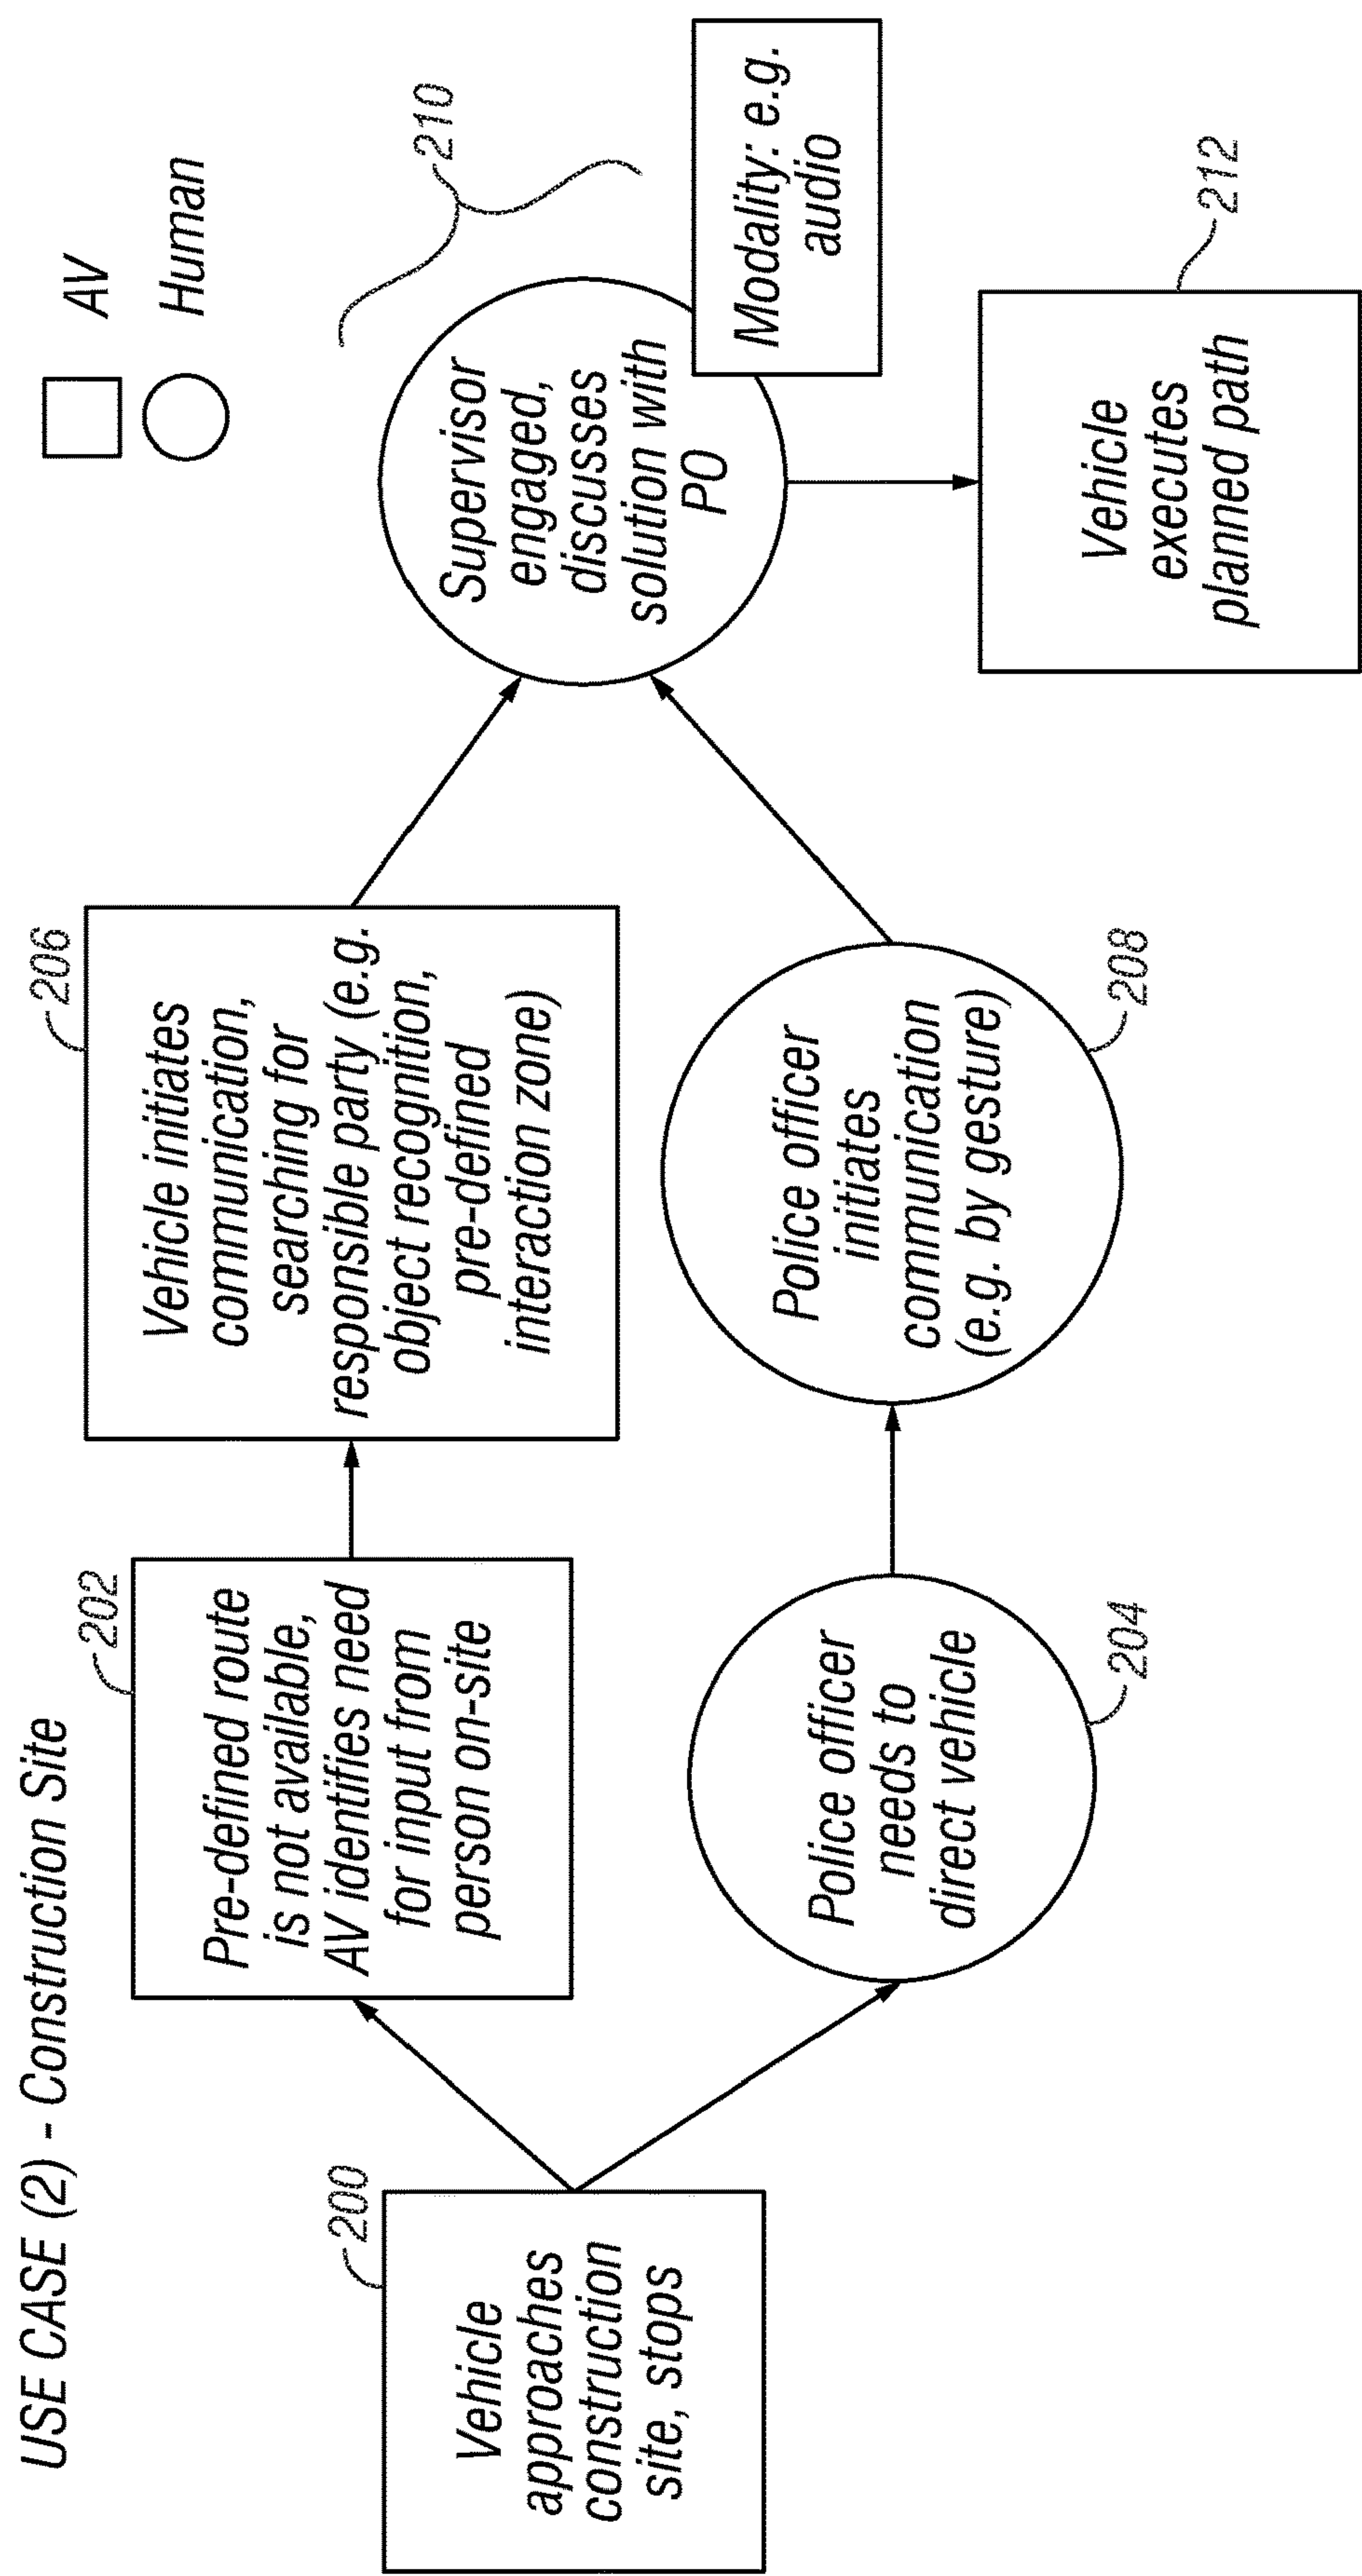 USE CASE (2) - Construction Site
AV
Human
200
Vehicle
approaches
construction
site, stops
202
Pre-defined route
is not available,
AV identifies need
for input from
person on-site
204
Police officer
needs to
direct vehicle
206
Vehicle initiates
communication,
searching for
responsible party (e.g.
object recognition,
pre-defined
interaction zone)
208
Police officer
initiates
communication
(e.g. by gesture)
210
Supervisor
engaged,
discusses
solution with
PO
Modality: e.g.
audio
212
Vehicle
executes
planned path